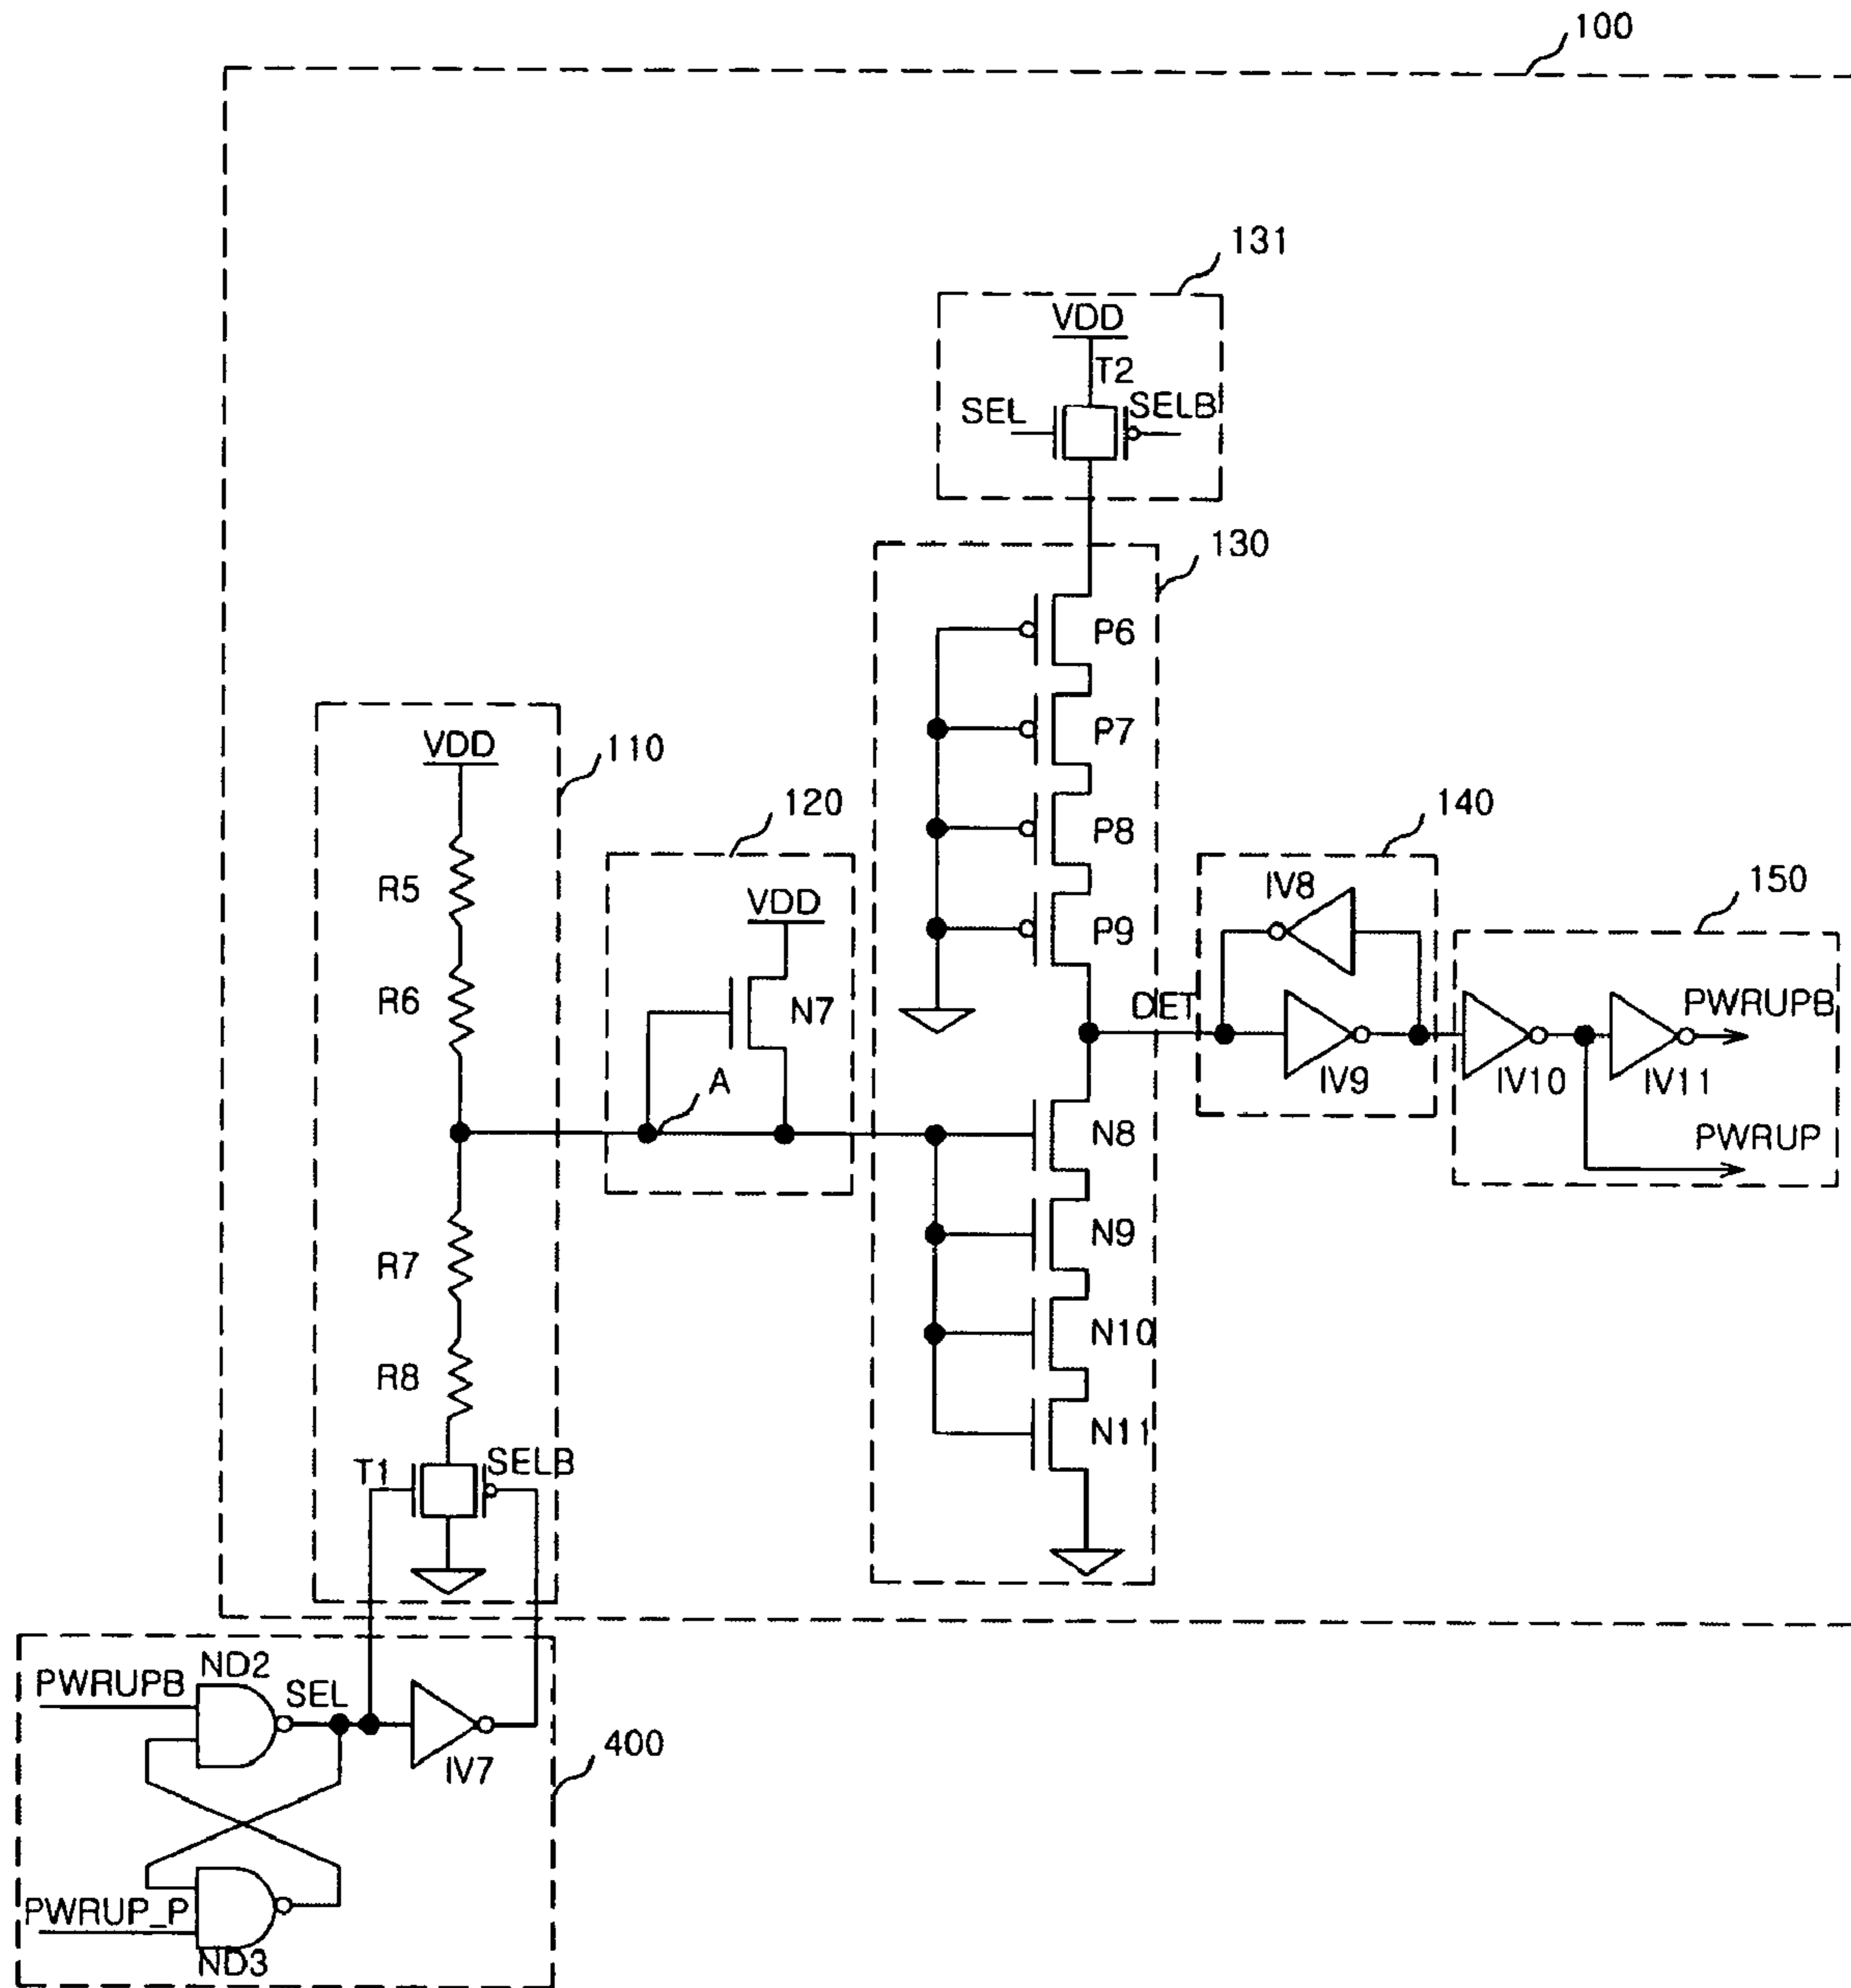 100
131
VDD
T2
SEL
SELB
130
P6
P7
P8
P9
110
VDD
R5
R6
R7
R8
T1
SELB
120
VDD
N7
A
DET
N8
N9
N10
N11
140
IV8
IV9
150
PWRUPB
IV10
IV11
PWRUP
ND2
PWRUPB
SEL
IV7
400
PWRUP_P
ND3